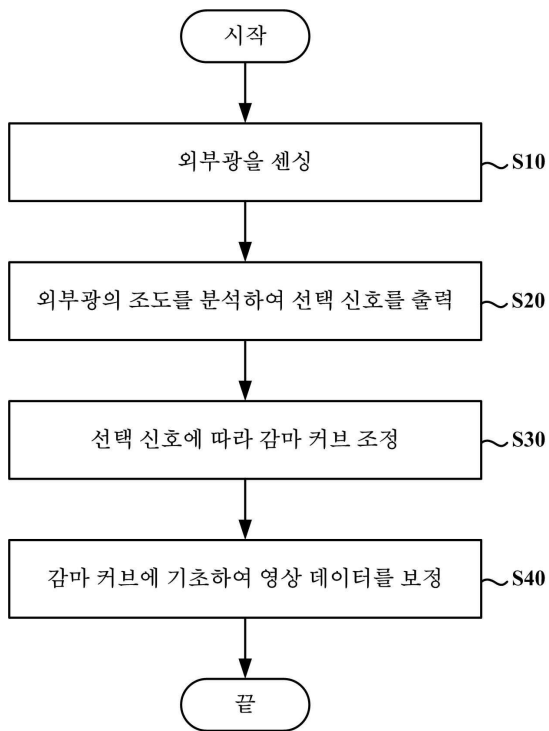 시작
외부광을 센싱
S10
외부광의 조도를 분석하여 선택 신호를 출력
S20
선택 신호에 따라 감마 커브 조정
S30
감마 커브에 기초하여 영상 데이터를 보정
S40
끝